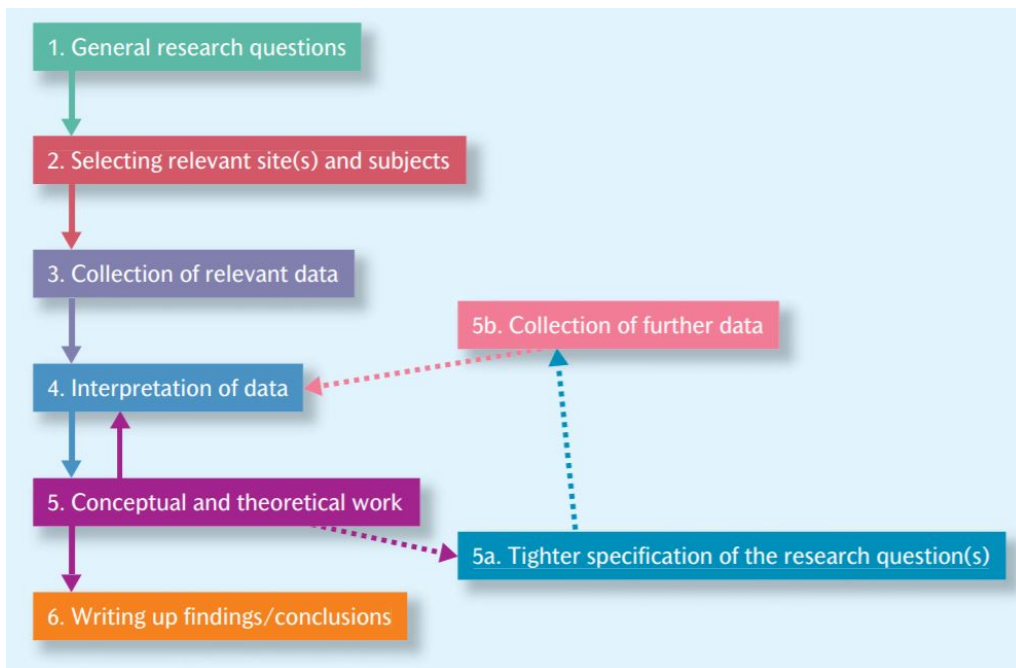 1. General research questions
2. Selecting relevant site(s) and subjects
3. Collection of relevant data
5b. Collection of further data
4. Interpretation of data
5. Conceptual and theoretical work
5a. Tighter specification of the research question(s)
6. Writing up findings/conclusions